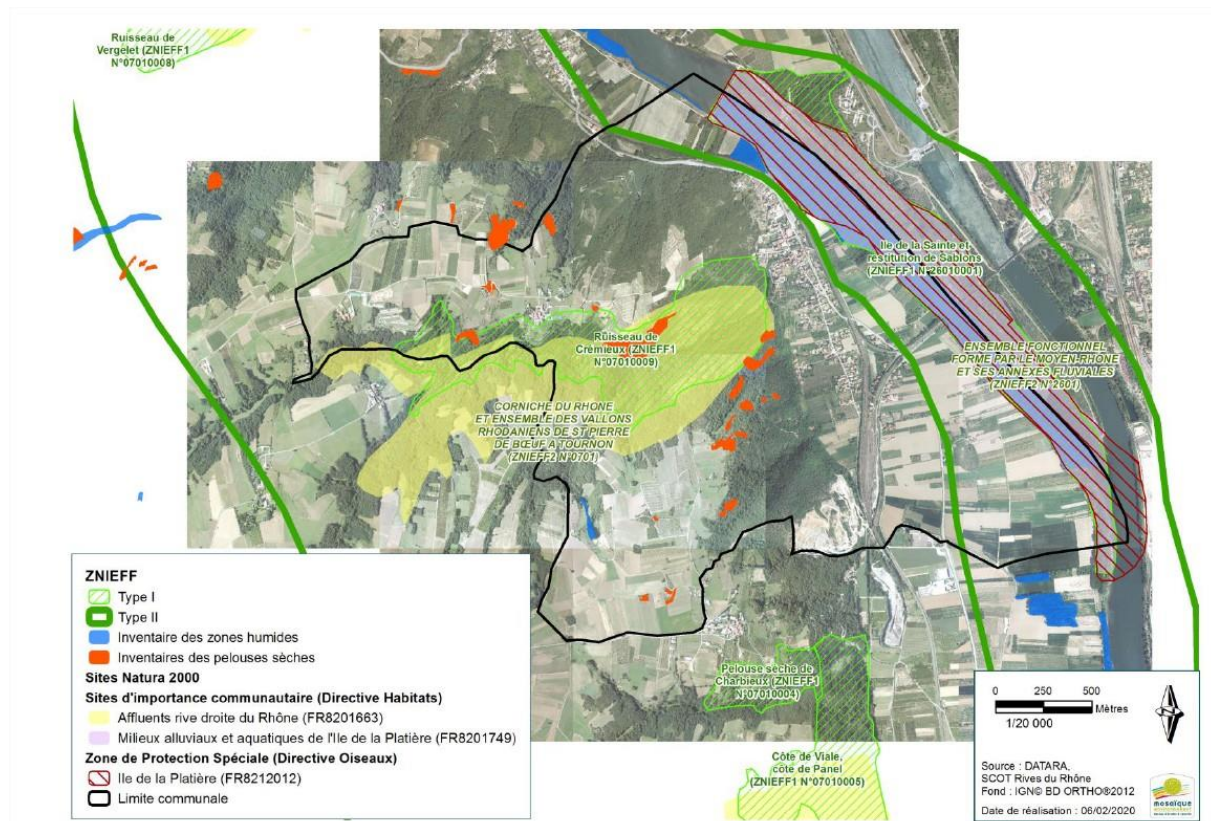 Ruisseau de
Vergelet (ZNIEFF1
N°07010008)
Ile de la Sainte et
restitution de Sablons
(ZNIEFF1 N°26010001)
Ruisseau de
Crémieux (ZNIEFF1
N°07010009)
ENSEMBLE FONCTIONNEL
FORME PAR LE MOYEN-RHONE
ET SES ANNEXES FLUVIALES
(ZNIEFF2 N°2601)
CORNICHE DU RHONE
ET ENSEMBLE DES VALLONS
RHODANIENS DE ST PIERRE
DE BŒUF A TOURNON
(ZNIEFF2 N°0701)
Pelouse sèche de
Charbieux (ZNIEFF1
N°07010004)
Côte de Viale,
côte de Panel
(ZNIEFF1 N°07010005)
ZNIEFF
Type I
Type II
Inventaire des zones humides
Inventaires des pelouses sèches
Sites Natura 2000
Sites d'importance communautaire (Directive Habitats)
Affluents rive droite du Rhône (FR8201663)
Milieux alluviaux et aquatiques de l'Ile de la Platière (FR8201749)
Zone de Protection Spéciale (Directive Oiseaux)
Ile de la Platière (FR8212012)
Limite communale
0 250 500
Mètres
1/20 000
Source : DATARA,
SCOT Rives du Rhône
Fond : IGN© BD ORTHO®2012
Date de réalisation : 06/02/2020
mosaïque